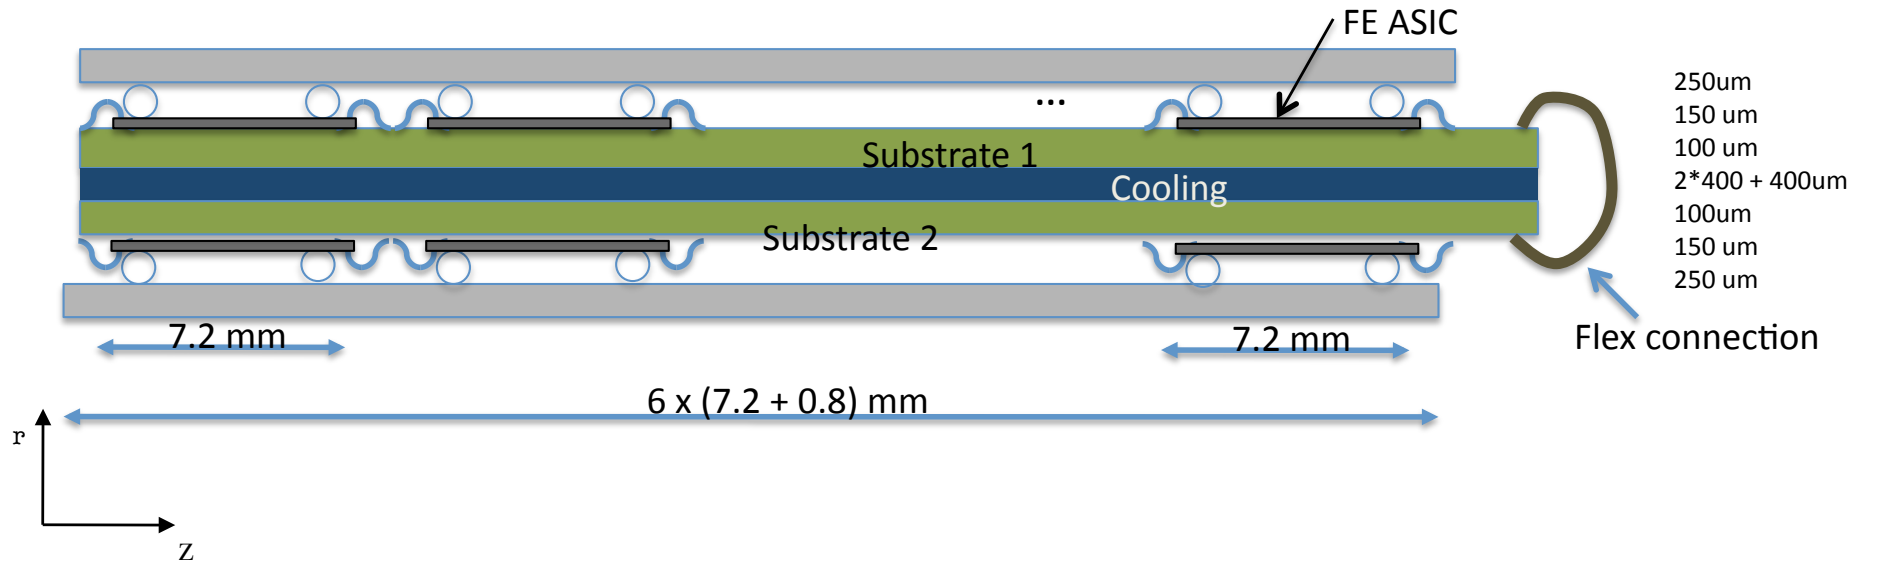 FE ASIC
...
250um
150 um
100 um
2*400 + 400um
100um
150 um
250 um
Substrate 1
Cooling
Substrate 2
7.2 mm
7.2 mm
Flex connection
6 x (7.2 + 0.8) mm
r
z